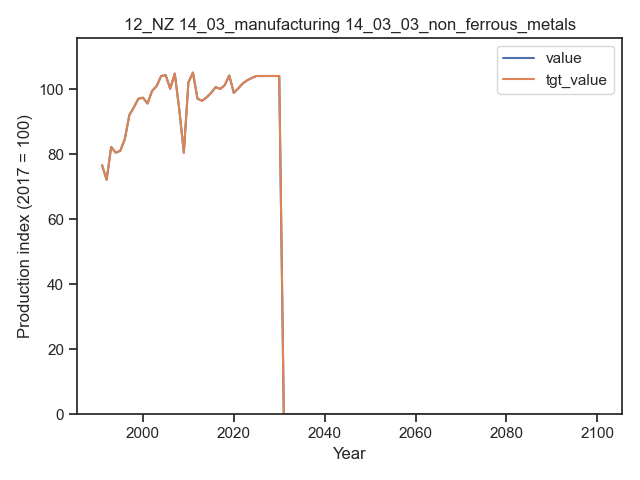 12_NZ 14_03_manufacturing 14_03_03_non_ferrous_metals
value
tgt_value
Production index (2017 = 100)
100
80
60
40
20
0
2000 2020 2040 2060 2080 2100
Year